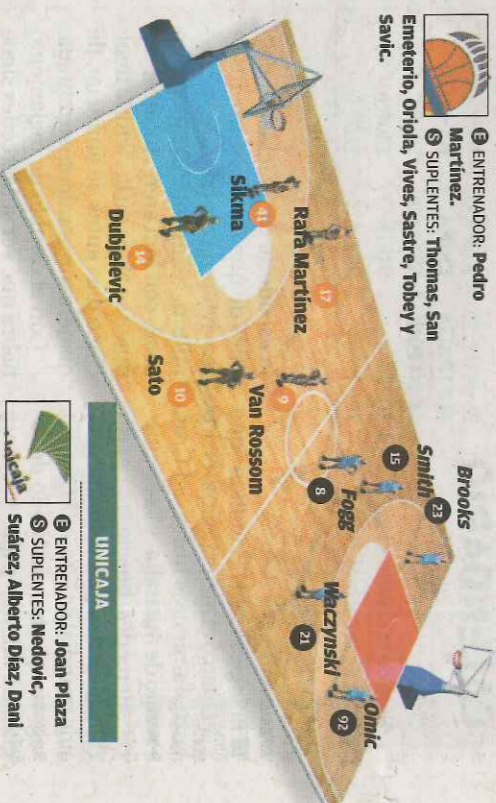 E ENTRENADOR: Pedro
Martínez.
S SUPLENTES: Thomas, San
Emeterio, Oriola, Vives, Sastre, Tobey y
Savic.
Rafa Martínez
17
Sikma
41
Dubjelevic
14
Van Rossom
9
Sato
10
Brooks
23
Smith
15
Fogg
8
Waczynski
21
Omic
92
UNICAJA
Unicaja
E ENTRENADOR: Joan Plaza
S SUPLENTES: Nedovic,
Suárez, Alberto Díaz, Dani